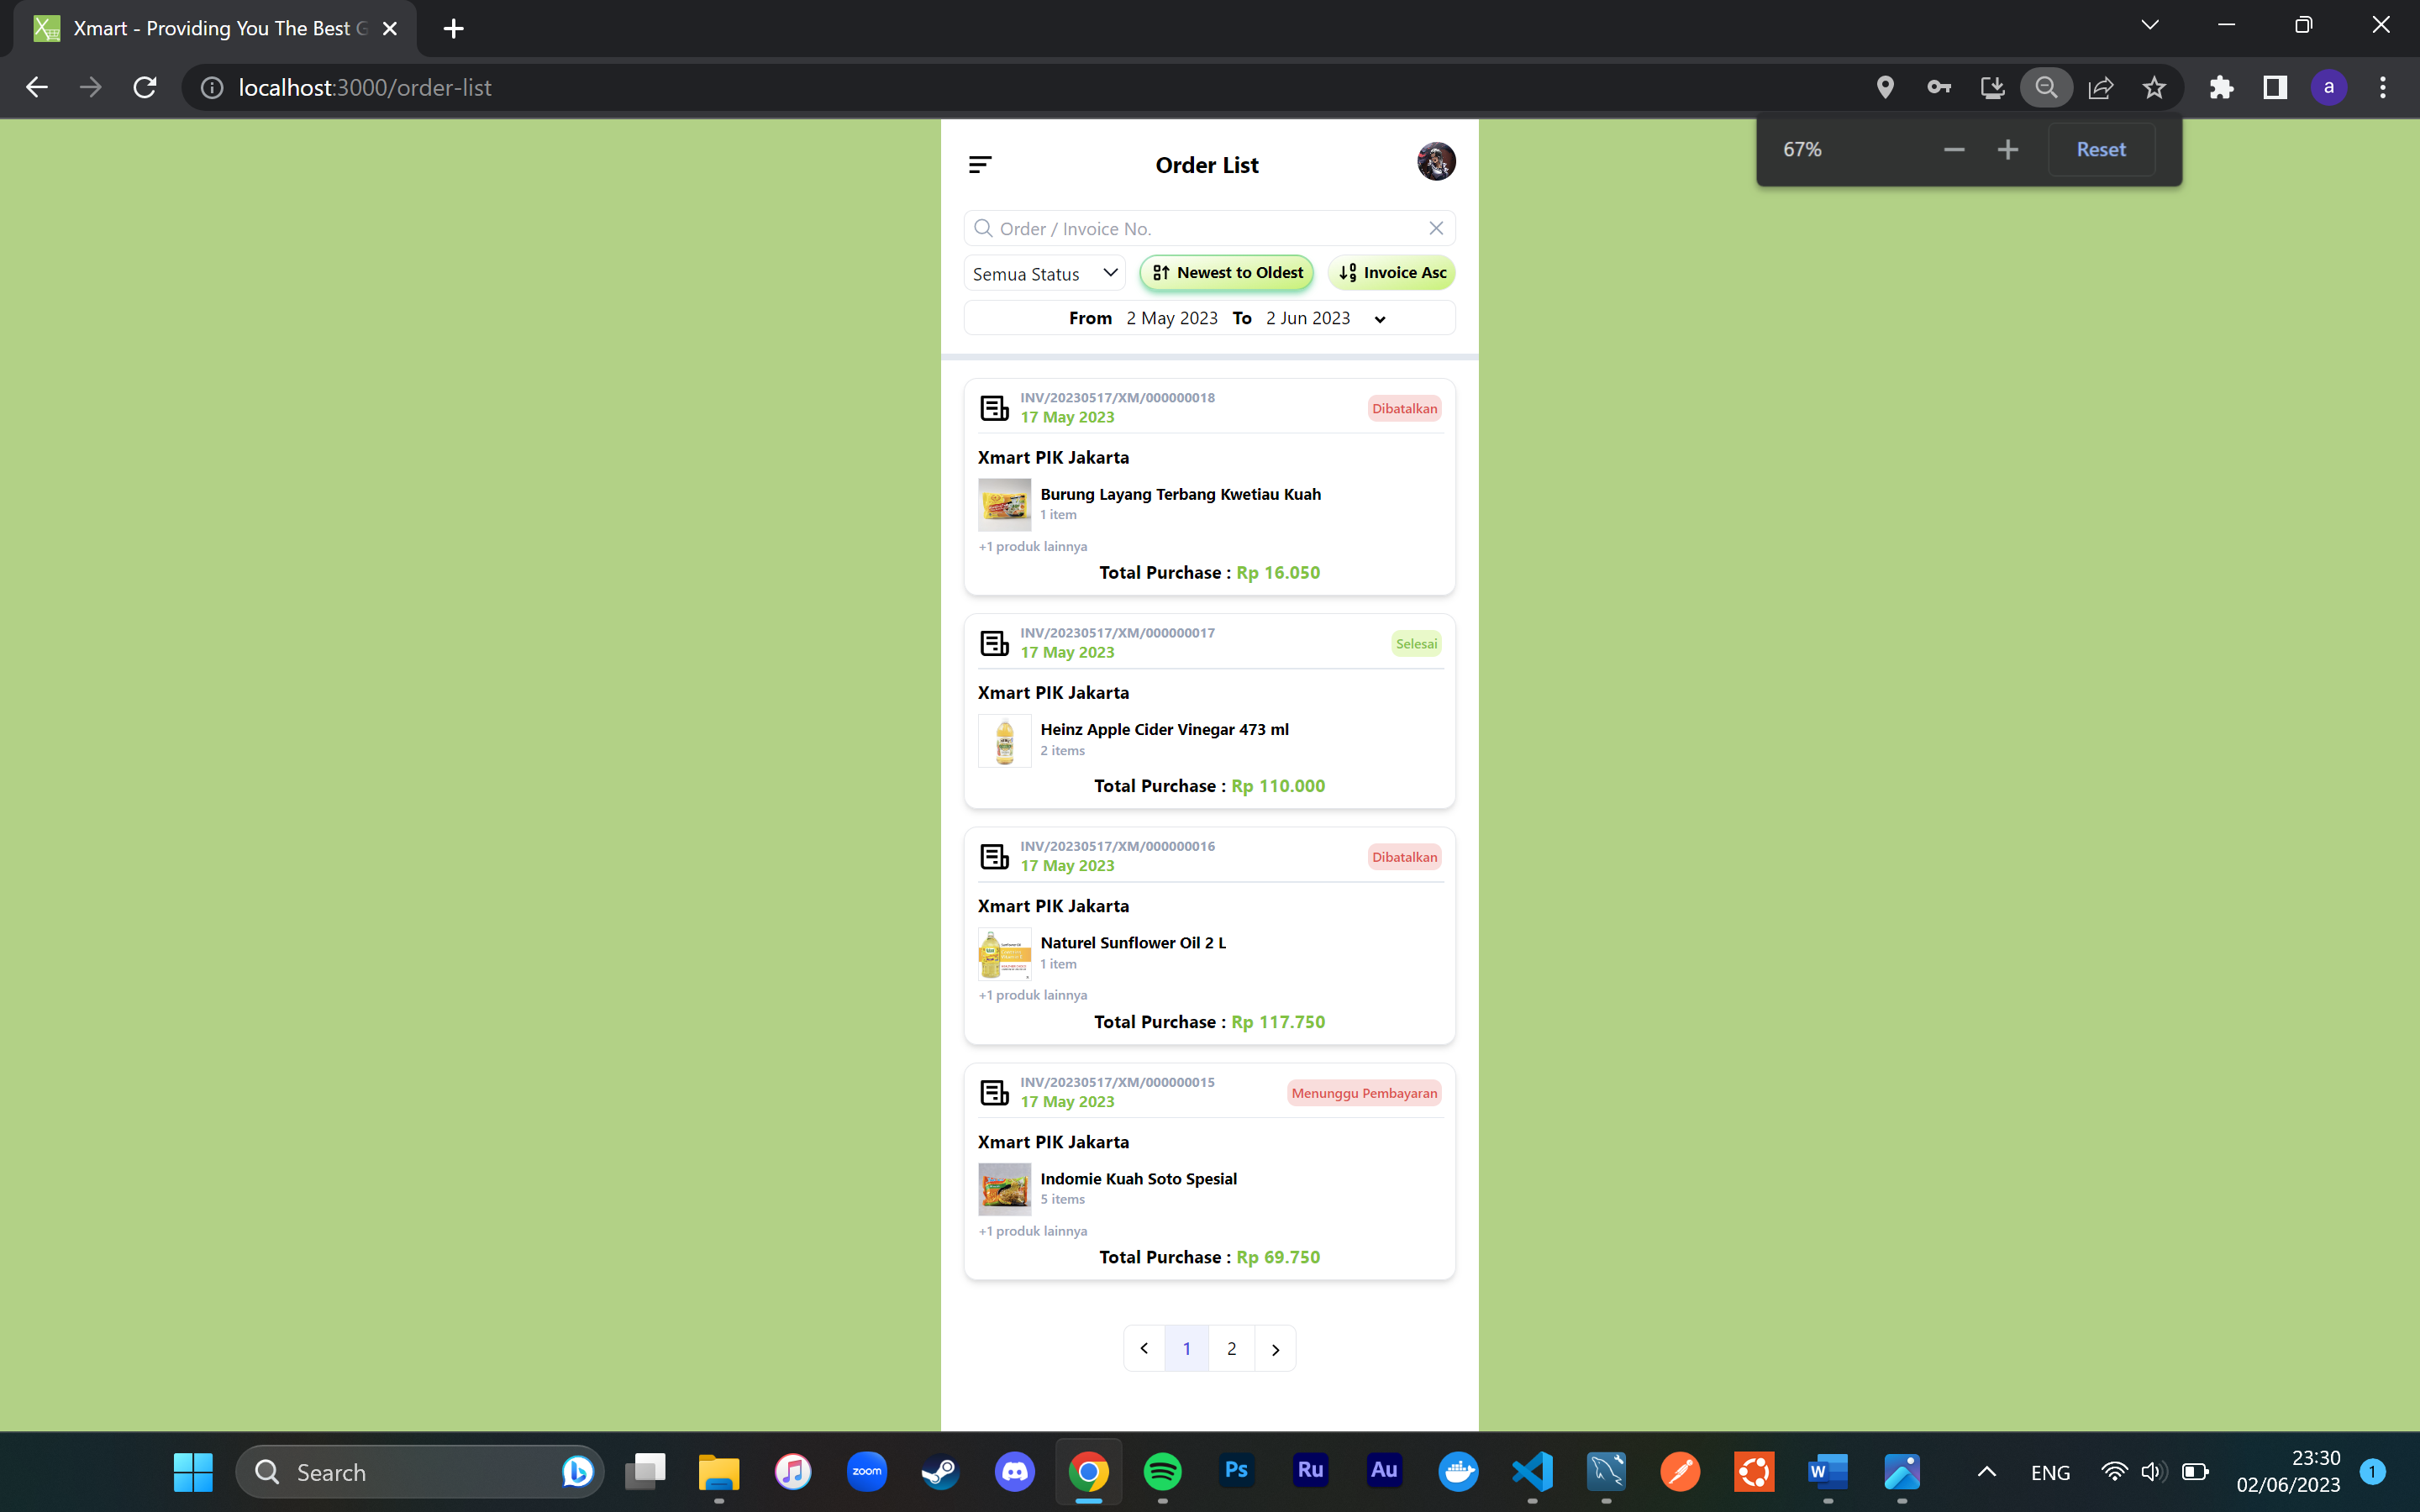 Xmart - Providing You The Best G
localhost:3000/order-list
a
67%
Reset
Order List
Order / Invoice No.
Semua Status
Newest to Oldest
Invoice Asc
From 2 May 2023 To 2 Jun 2023
INV/20230517/XM/000000018
17 May 2023
Dibatalkan
Xmart PIK Jakarta
Burung Layang Terbang Kwetiau Kuah
1 item
+1 produk lainnya
Total Purchase : Rp 16.050
INV/20230517/XM/000000017
17 May 2023
Selesai
Xmart PIK Jakarta
Heinz Apple Cider Vinegar 473 ml
2 items
Total Purchase : Rp 110.000
INV/20230517/XM/000000016
17 May 2023
Dibatalkan
Xmart PIK Jakarta
Naturel Sunflower Oil 2 L
1 item
+1 produk lainnya
Total Purchase : Rp 117.750
INV/20230517/XM/000000015
17 May 2023
Menunggu Pembayaran
Xmart PIK Jakarta
Indomie Kuah Soto Spesial
5 items
+1 produk lainnya
Total Purchase : Rp 69.750
1 2
Search
zoom
Ps
Ru
Au
W
ENG
23:30
02/06/2023
1